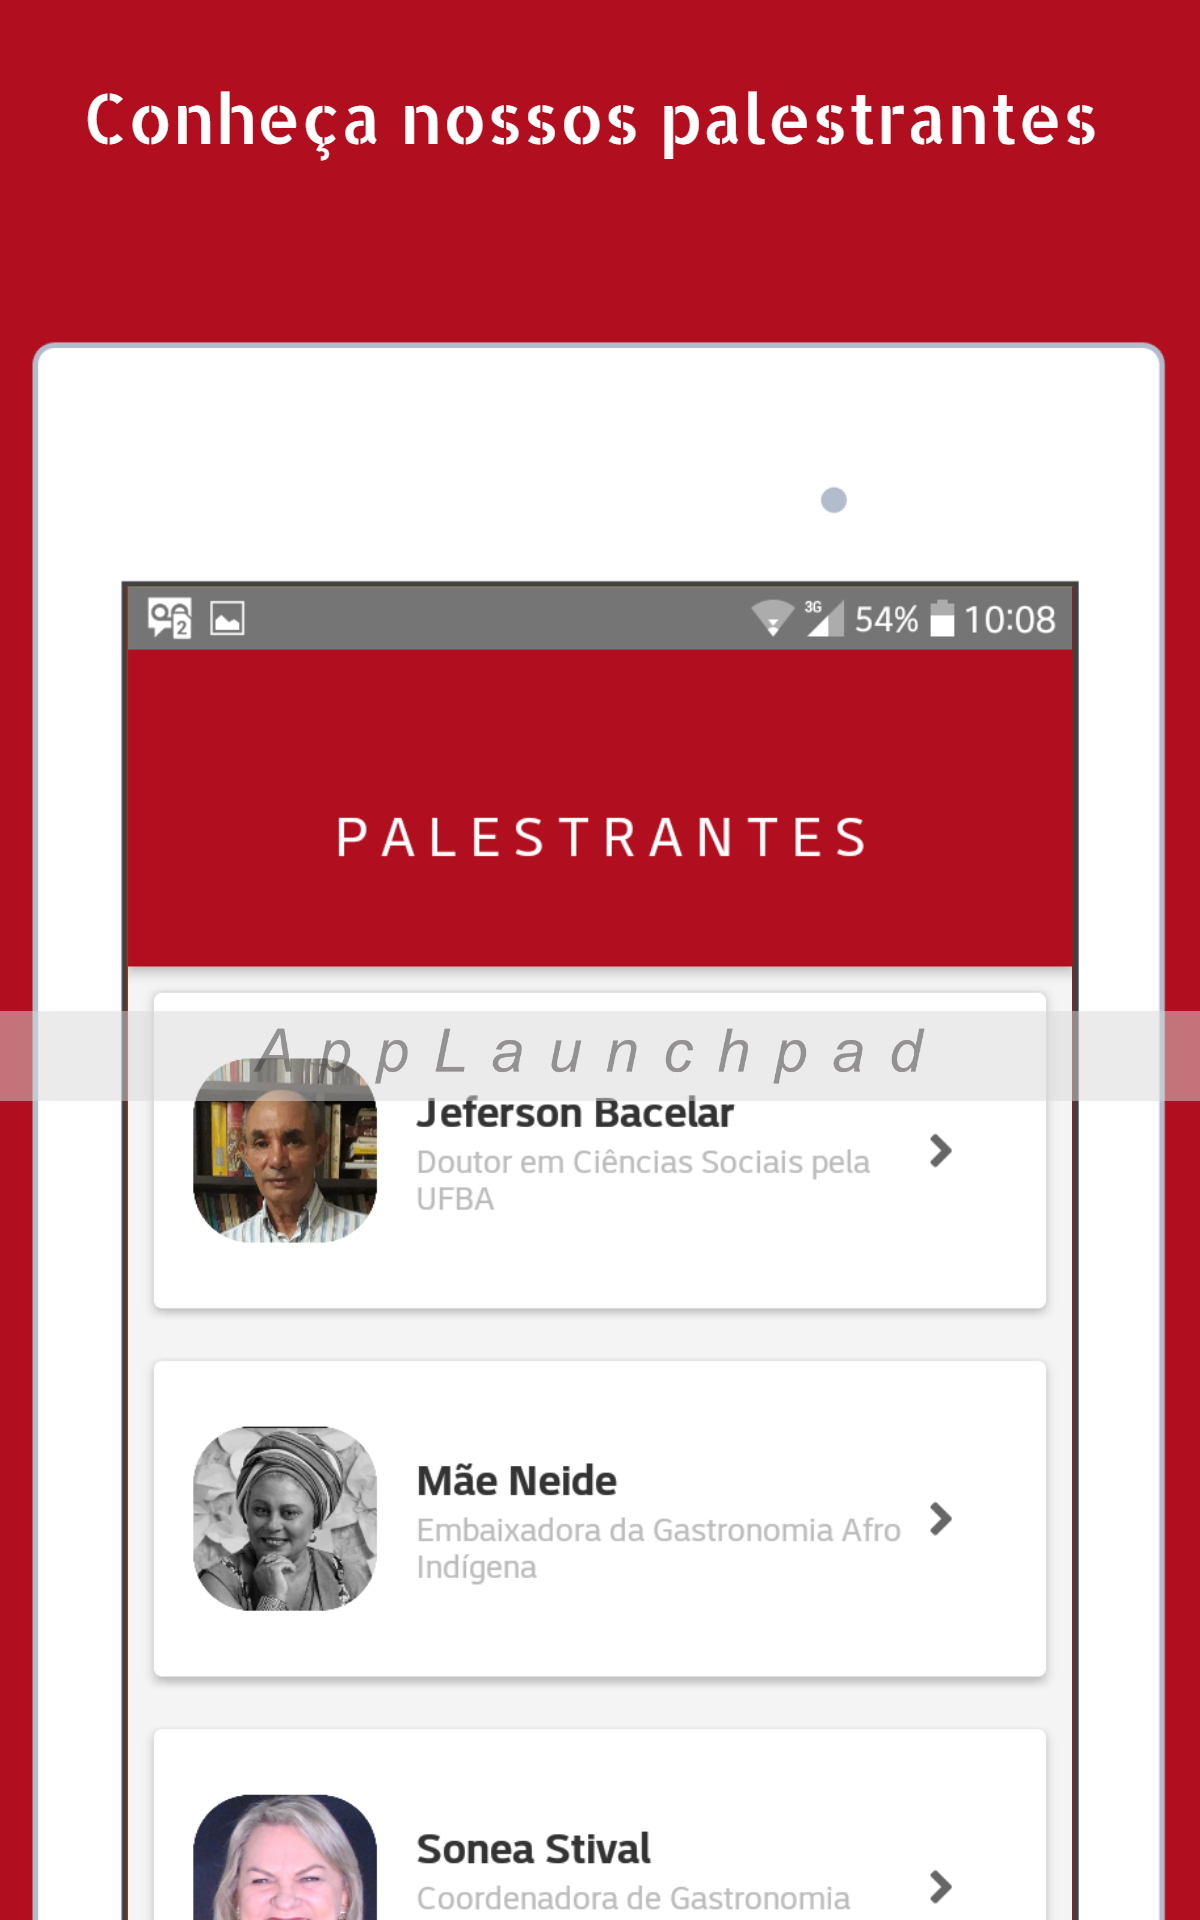 Conheça nossos palestrantes
2 3G 54% 10:08
PALESTRANTES
AppLaunchpad
Jeferson Bacelar
Doutor em Ciências Sociais pela
UFBA
Mãe Neide
Embaixadora da Gastronomia Afro
Indígena
Sonea Stival
Coordenadora de Gastronomia